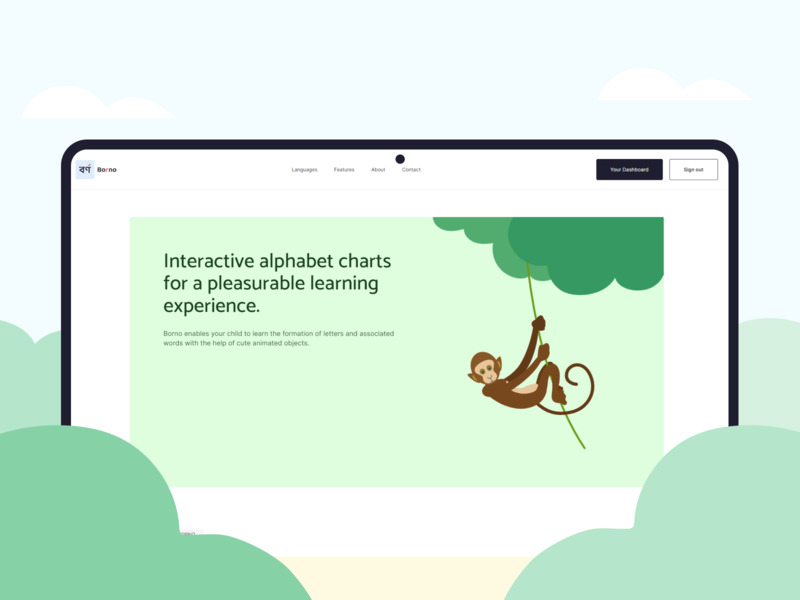 বর্ণ Borno
Languages Features About Contact
Your Dashboard Sign out
Interactive alphabet charts
for a pleasurable learning
experience.
Borno enables your child to learn the formation of letters and associated
words with the help of cute animated objects.